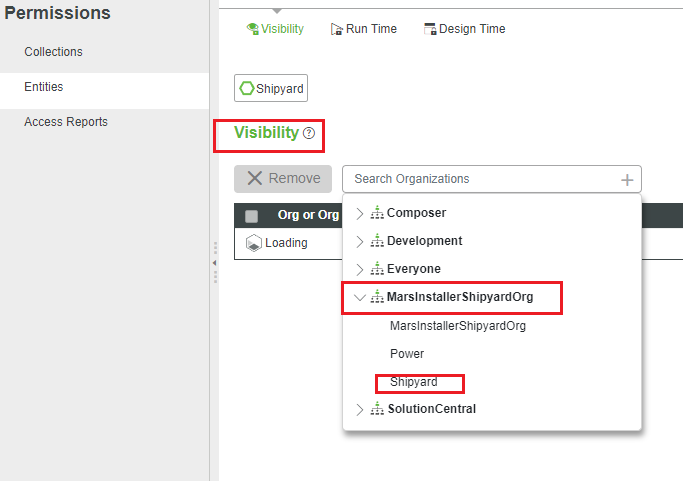 Permissions
Collections
Entities
Access Reports
Visibility Run Time Design Time
Shipyard
Visibility ?
Remove Search Organizations +
Org or Org
Loading
Composer
Development
Everyone
MarsInstallerShipyardOrg
MarsInstallerShipyardOrg
Power
Shipyard
SolutionCentral